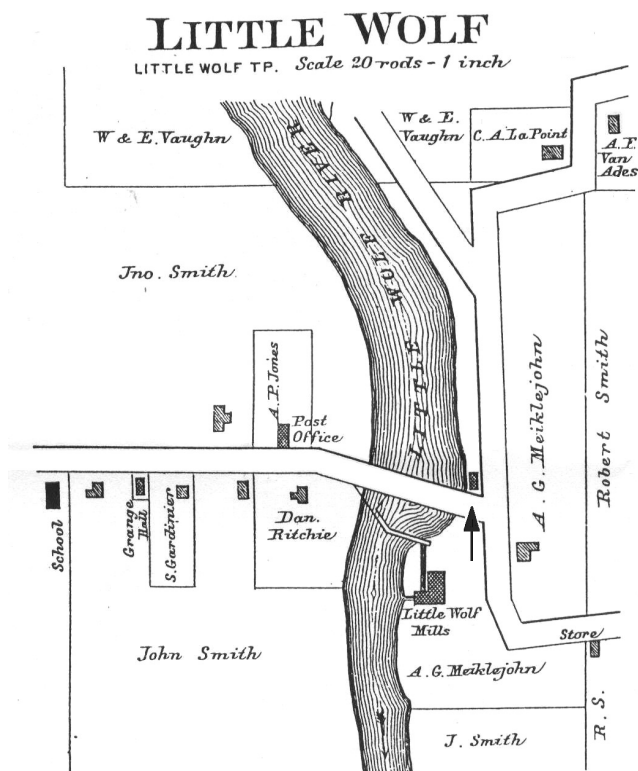 LITTLE WOLF
LITTLE WOLF TP. Scale 20 rods - 1 inch
W & E. Vaughn
LITTLE WOLF RIVER
W & E.
Vaughn
C. A. La Point
A. F.
Van
Ades
Jno. Smith
A. P. Jones
Post
Office
A. G. Meiklejohn
Robert Smith
School
Grange
Hall
S. Gardinier
Dan.
Ritchie
Little Wolf
Mills
Store
John Smith
A. G. Meiklejohn
J. Smith
R. S.